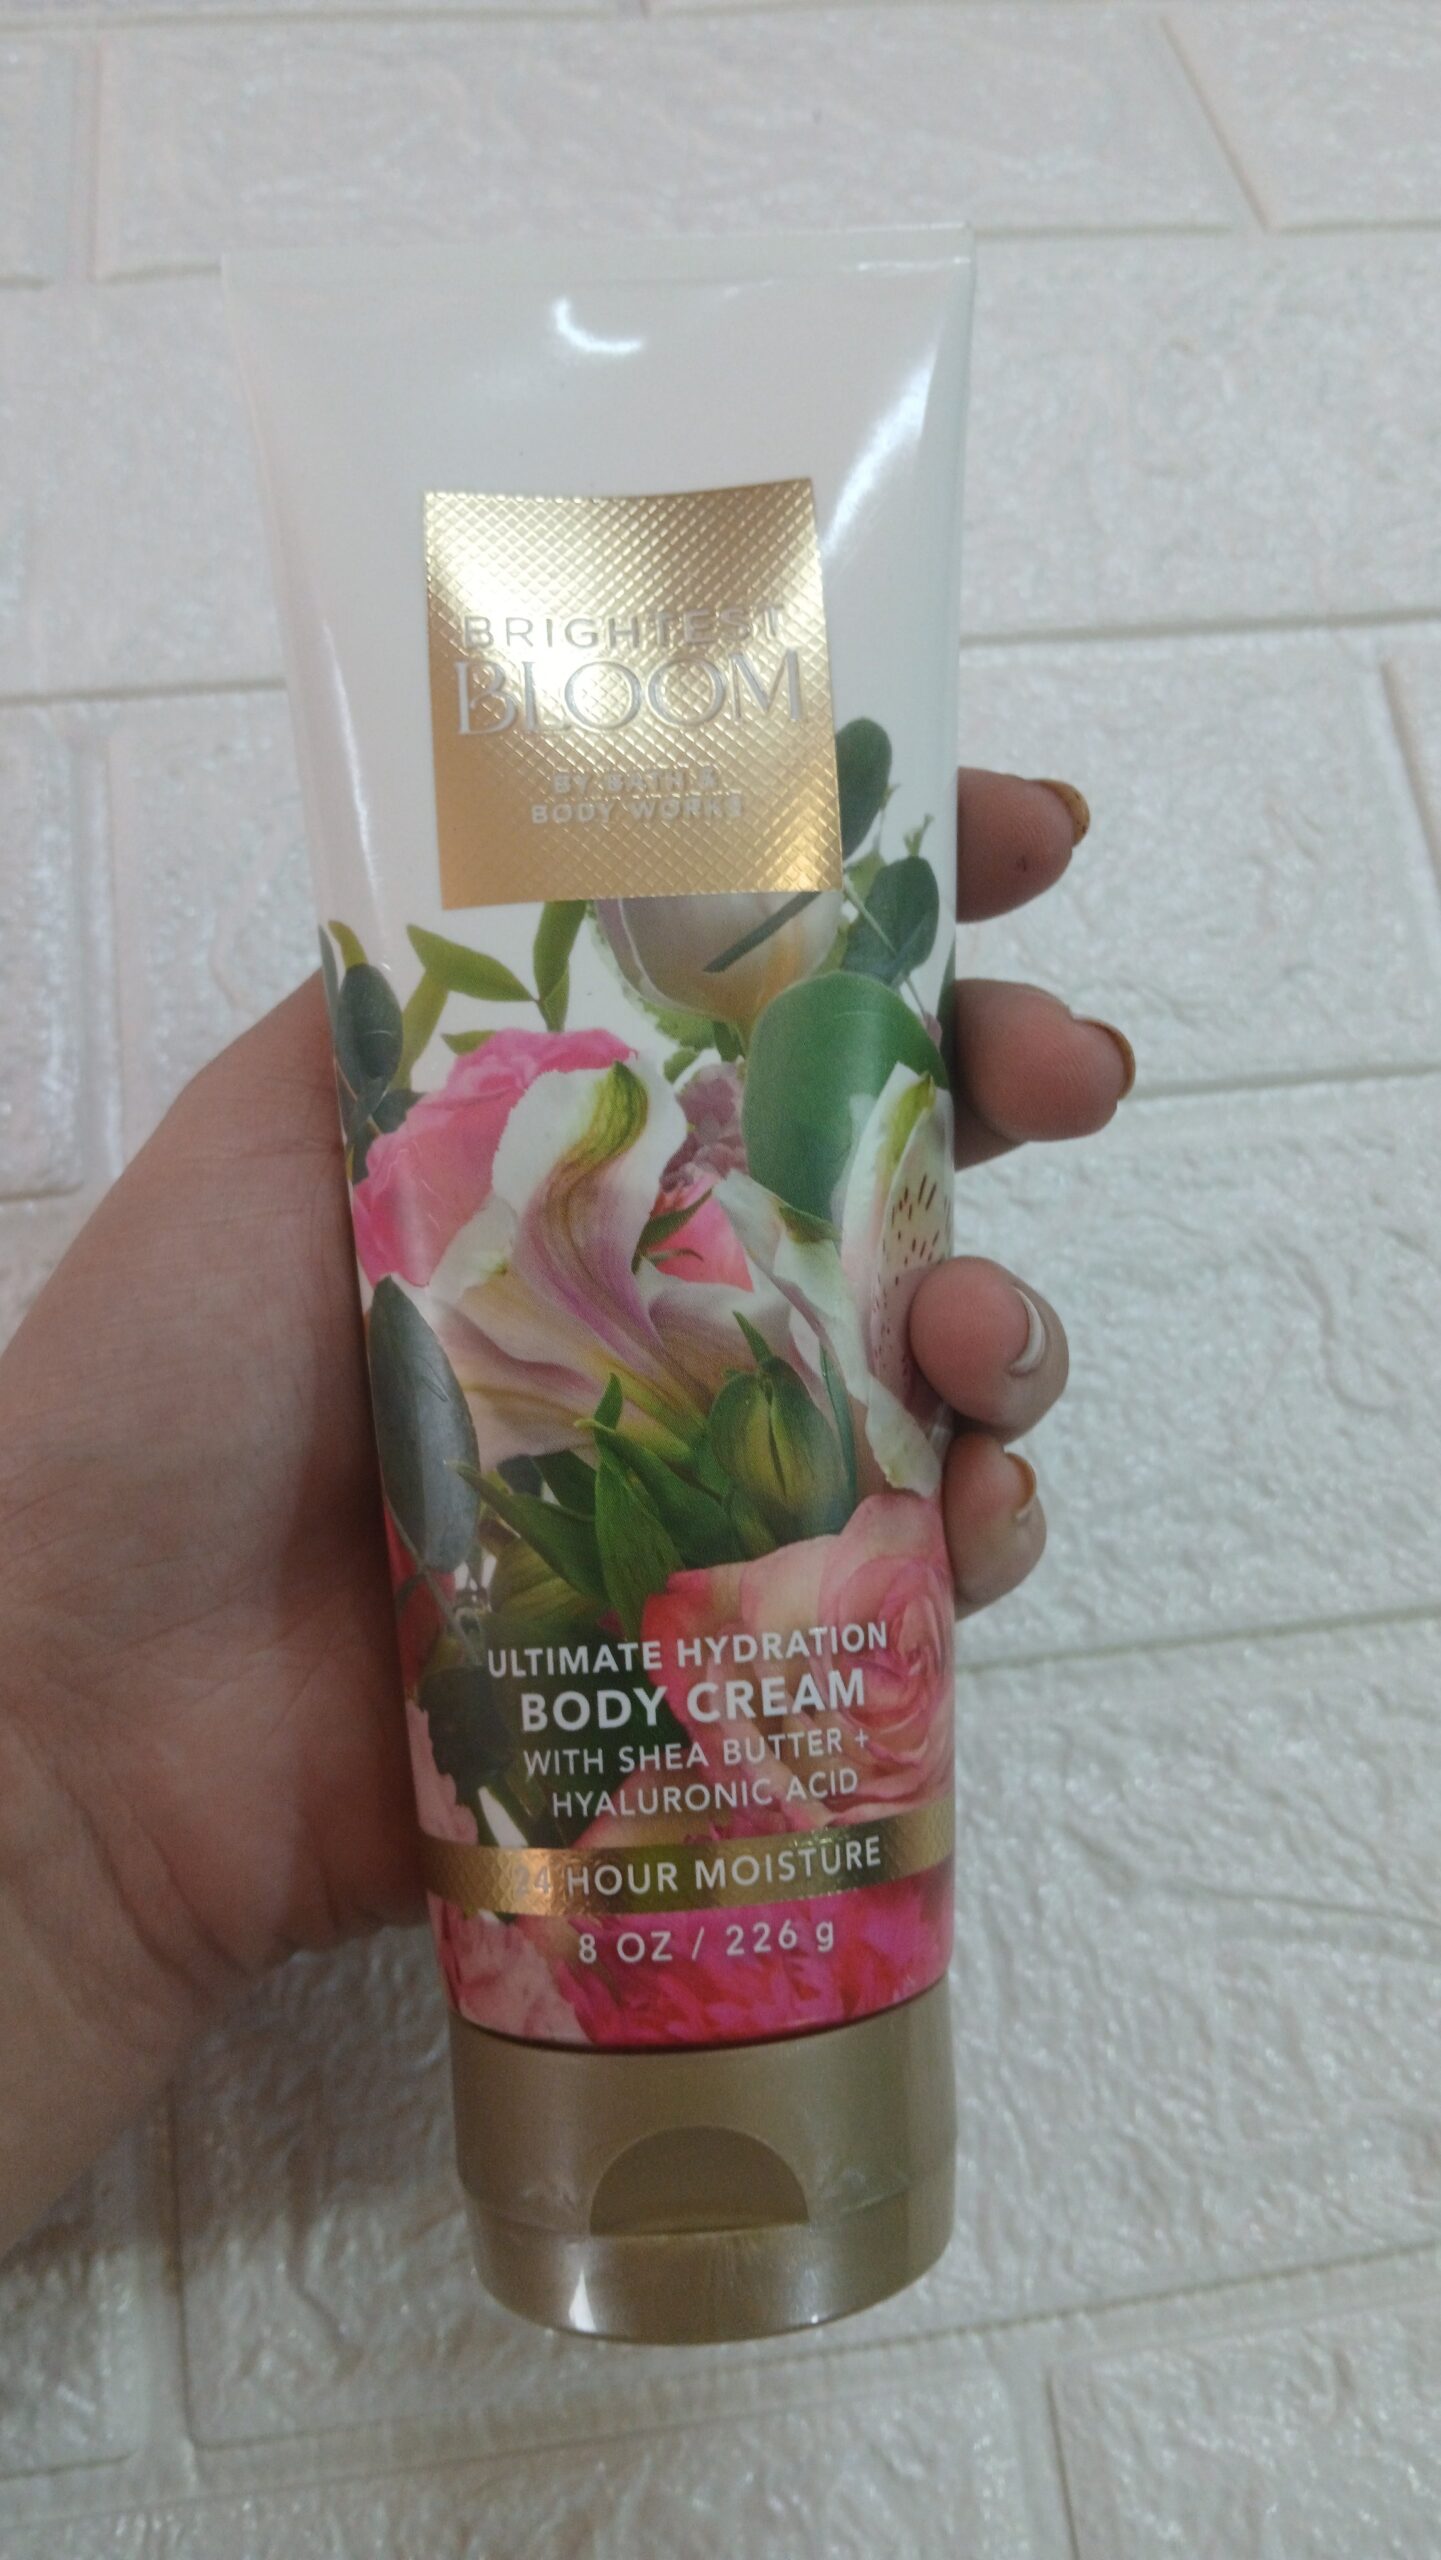 BRIGHTEST
BLOOM
BY BATH &
BODY WORKS
ULTIMATE HYDRATION
BODY CREAM
WITH SHEA BUTTER +
HYALURONIC ACID
24 HOUR MOISTURE
8 OZ / 226 g